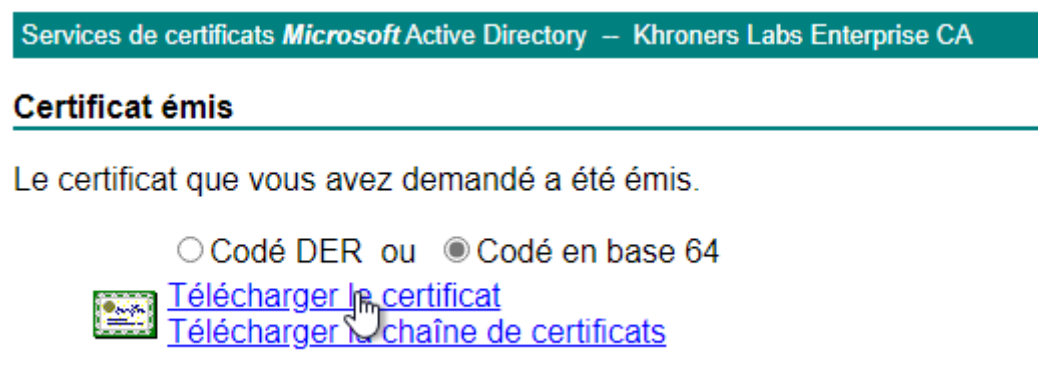 Services de certificats Microsoft Active Directory -- Khroners Labs Enterprise CA
Certificat émis
Le certificat que vous avez demandé a été émis.
Codé DER ou Codé en base 64
Télécharger le certificat
Télécharger la chaîne de certificats